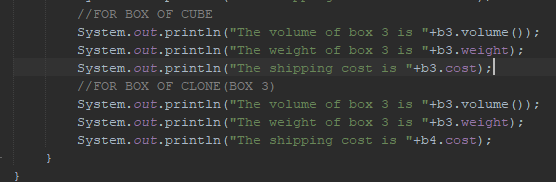 //FOR BOX OF CUBE
System.out.println("The volume of box 3 is "+b3.volume());
System.out.println("The weight of box 3 is "+b3.weight);
System.out.println("The shipping cost is "+b3.cost);
//FOR BOX OF CLONE(BOX 3)
System.out.println("The volume of box 3 is "+b3.volume());
System.out.println("The weight of box 3 is "+b3.weight);
System.out.println("The shipping cost is "+b4.cost);
}
}